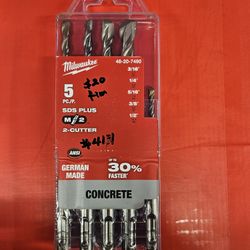 Milwaukee
48-20-7490
5
PC./P.
SDS PLUS
M/2
2-CUTTER
ANSI
3/16"
1/4"
5/16"
3/8"
1/2"
$20
GERMAN
MADE
UP TO
30%
FASTER
CONCRETE